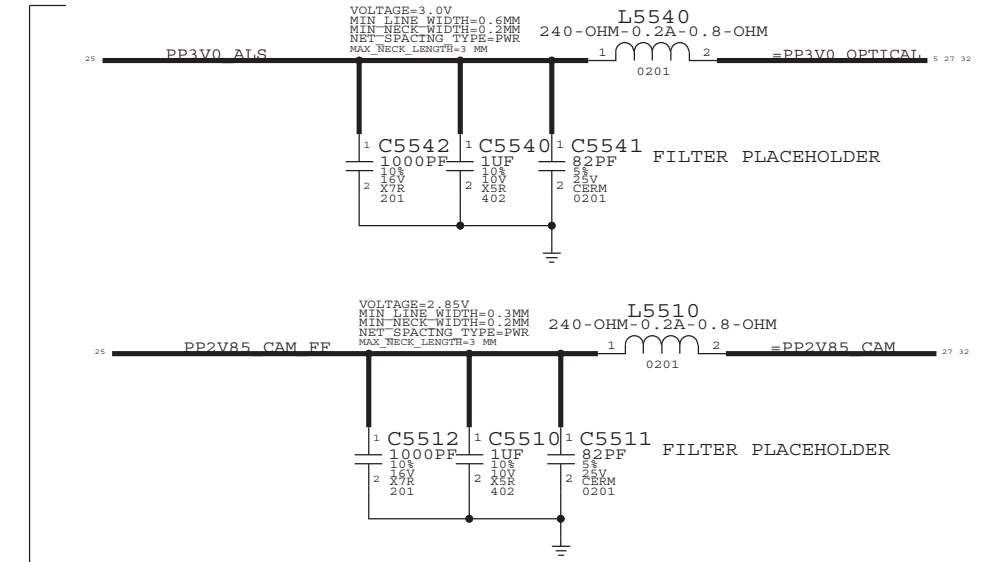 VOLTAGE=3.0V
MIN_LINE_WIDTH=0.6MM
MIN_NECK_WIDTH=0.2MM
NET_SPACING_TYPE=PWR
MAX_NECK_LENGTH=3 MM
L5540
240-OHM-0.2A-0.8-OHM
25 PP3V0_ALS 1 2 =PP3V0_OPTICAL 5 27 32
0201
1 C5542 1 C5540 1 C5541
1000PF 1UF 82PF FILTER PLACEHOLDER
10% 10% 5%
16V 10V 25V
2 X7R 2 X5R 2 CERM
201 402 0201
VOLTAGE=2.85V
MIN_LINE_WIDTH=0.3MM
MIN_NECK_WIDTH=0.2MM
NET_SPACING_TYPE=PWR
MAX_NECK_LENGTH=3 MM
L5510
240-OHM-0.2A-0.8-OHM
25 PP2V85_CAM_FF 1 2 =PP2V85_CAM 27 32
0201
1 C5512 1 C5510 1 C5511
1000PF 1UF 82PF FILTER PLACEHOLDER
10% 10% 5%
16V 10V 25V
2 X7R 2 X5R 2 CERM
201 402 0201